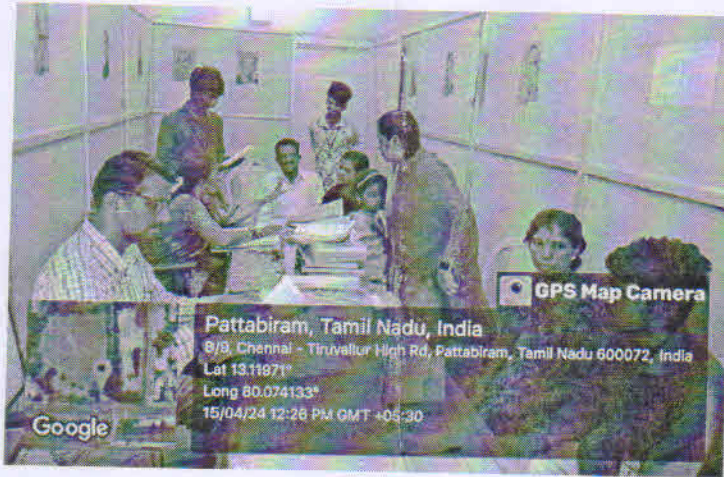 GPS Map Camera
Pattabiram, Tamil Nadu, India
8/9, Chennai - Tiruvallur High Rd, Pattabiram, Tamil Nadu 600072, India
Lat 13.11971°
Long 80.074133°
15/04/24 12:26 PM GMT +05:30
Google